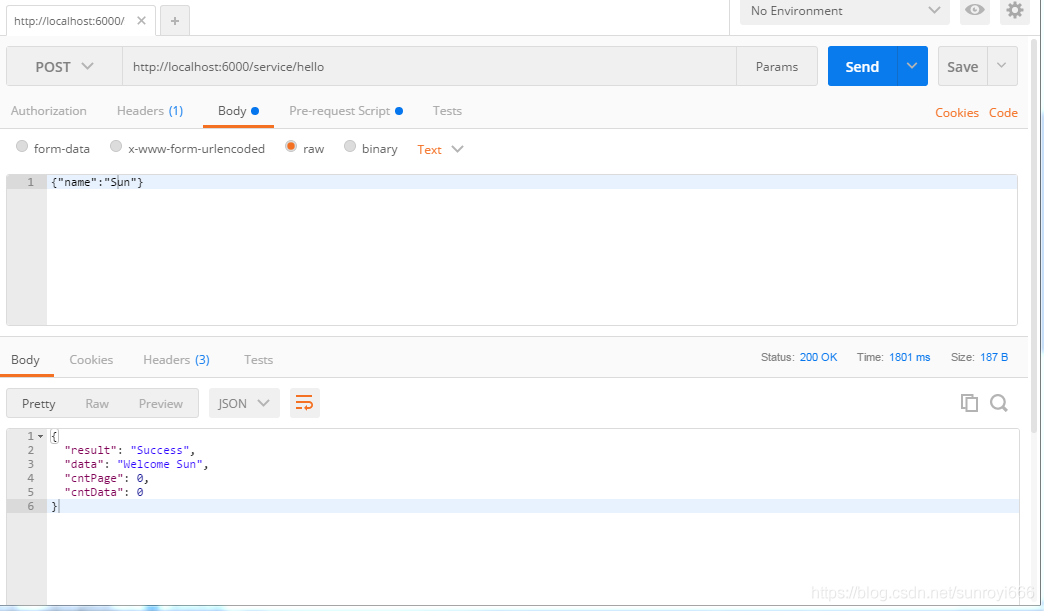 http://localhost:6000/ × +
No Environment
POST http://localhost:6000/service/hello Params Send Save
Authorization Headers (1) Body Pre-request Script Tests Cookies Code
form-data x-www-form-urlencoded raw binary Text
1 {"name":"Sun"}
Body Cookies Headers (3) Tests Status: 200 OK Time: 1801 ms Size: 187 B
Pretty Raw Preview JSON
1 {
2 "result": "Success",
3 "data": "Welcome Sun",
4 "cntPage": 0,
5 "cntData": 0
6 }
https://blog.csdn.net/sunroyi666